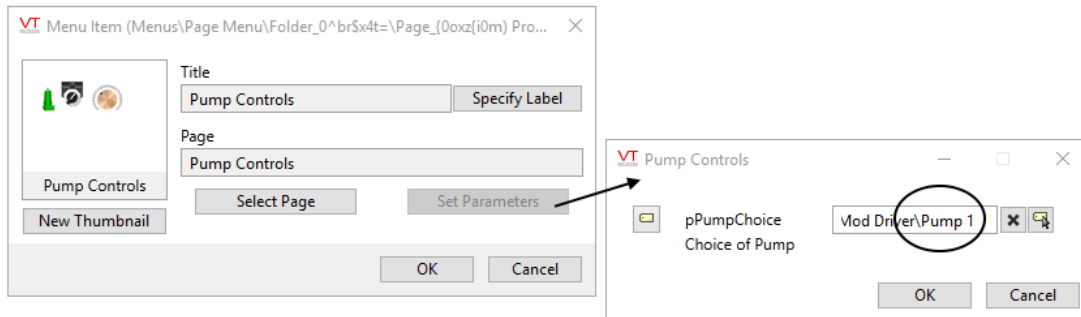 VT Menu Item (Menus\Page Menu\Folder_0^br$x4t=\Page_{0oxz{i0m) Pro...
Title
Pump Controls
Specify Label
Page
Pump Controls
Pump Controls
Select Page
Set Parameters
New Thumbnail
OK
Cancel
VT Pump Controls
pPumpChoice
Mod Driver\Pump 1
Choice of Pump
OK
Cancel